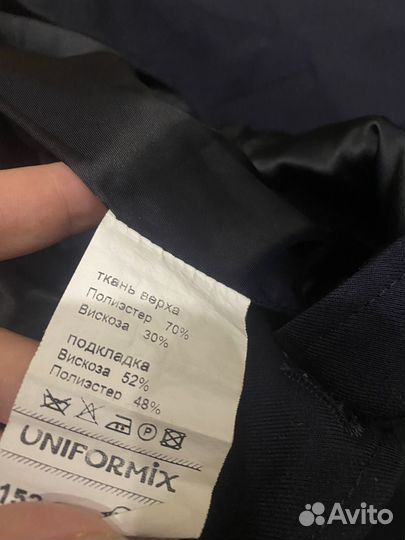 ткань верха
Полиэстер 70%
Вискоза 30%
подкладка
Вискоза 52%
Полиэстер 48%
UNIFORMIX
Avito